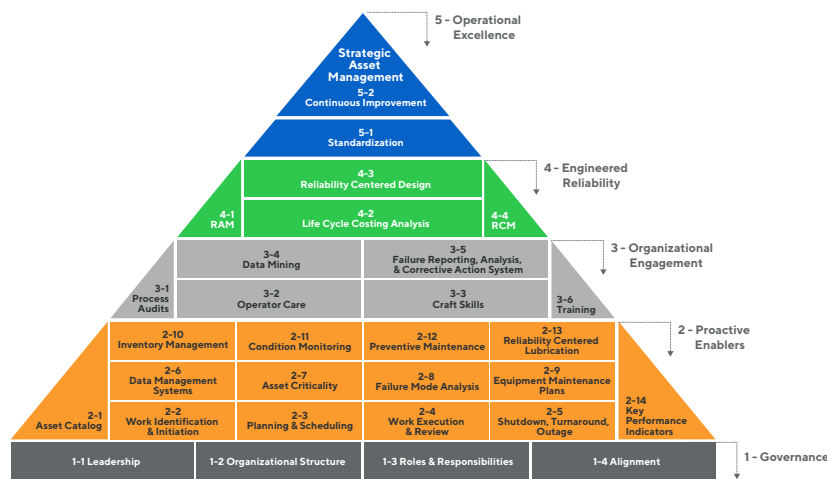 5 - Operational
Excellence
Strategic
Asset
Management
5-2
Continuous Improvement
5-1
Standardization
4 - Engineered
Reliability
4-3
Reliability Centered Design
4-1
RAM
4-2
Life Cycle Costing Analysis
4-4
RCM
3 - Organizational
Engagement
3-4
Data Mining
3-5
Failure Reporting, Analysis,
& Corrective Action System
3-1
Process
Audits
3-2
Operator Care
3-3
Craft Skills
3-6
Training
2 - Proactive
Enablers
2-10
Inventory Management
2-11
Condition Monitoring
2-12
Preventive Maintenance
2-13
Reliability Centered
Lubrication
2-6
Data Management
Systems
2-7
Asset Criticality
2-8
Failure Mode Analysis
2-9
Equipment Maintenance
Plans
2-1
Asset Catalog
2-2
Work Identification
& Initiation
2-3
Planning & Scheduling
2-4
Work Execution
& Review
2-5
Shutdown, Turnaround,
Outage
2-14
Key
Performance
Indicators
1 - Governance
1-1 Leadership
1-2 Organizational Structure
1-3 Roles & Responsibilities
1-4 Alignment